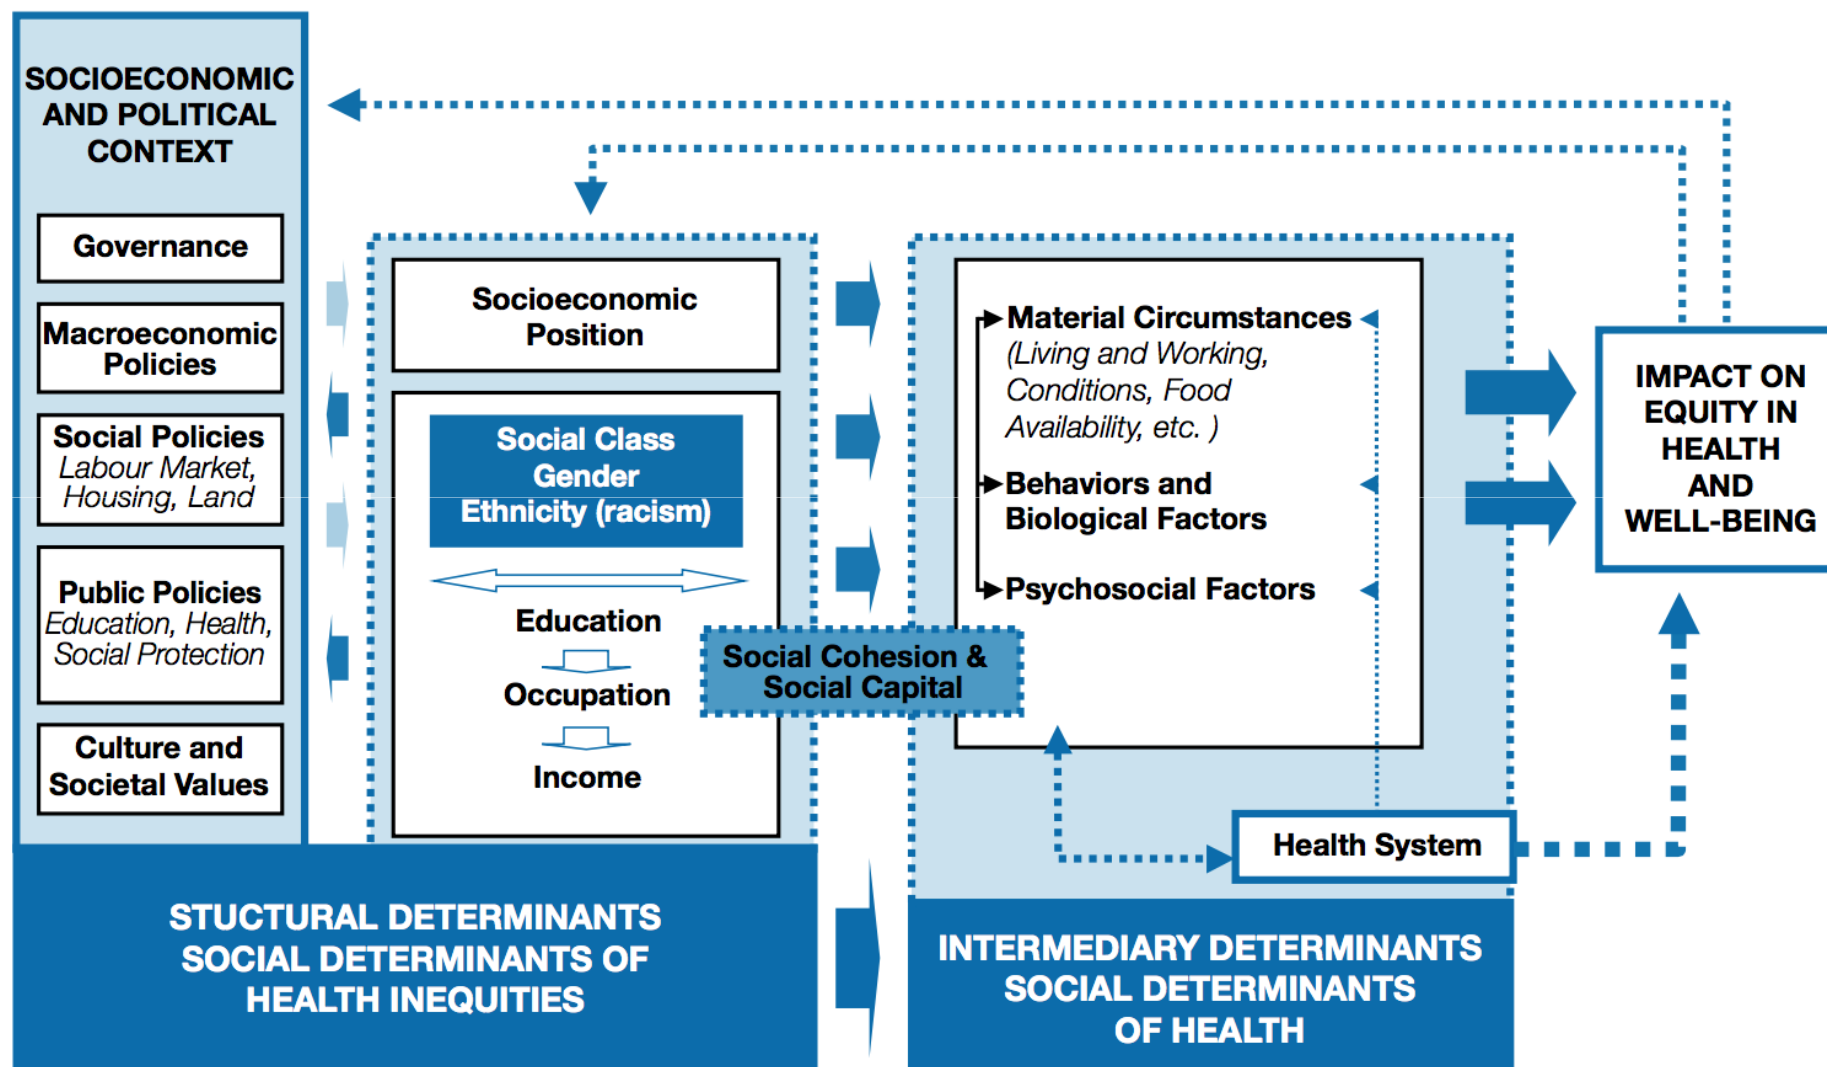 SOCIOECONOMIC
AND POLITICAL
CONTEXT
Governance
Macroeconomic
Policies
Social Policies
Labour Market,
Housing, Land
Public Policies
Education, Health,
Social Protection
Culture and
Societal Values
Socioeconomic
Position
Social Class
Gender
Ethnicity (racism)
Education
Occupation
Income
Social Cohesion &
Social Capital
Material Circumstances
(Living and Working,
Conditions, Food
Availability, etc. )
Behaviors and
Biological Factors
Psychosocial Factors
Health System
IMPACT ON
EQUITY IN
HEALTH
AND
WELL-BEING
STUCTURAL DETERMINANTS
SOCIAL DETERMINANTS OF
HEALTH INEQUITIES
INTERMEDIARY DETERMINANTS
SOCIAL DETERMINANTS
OF HEALTH